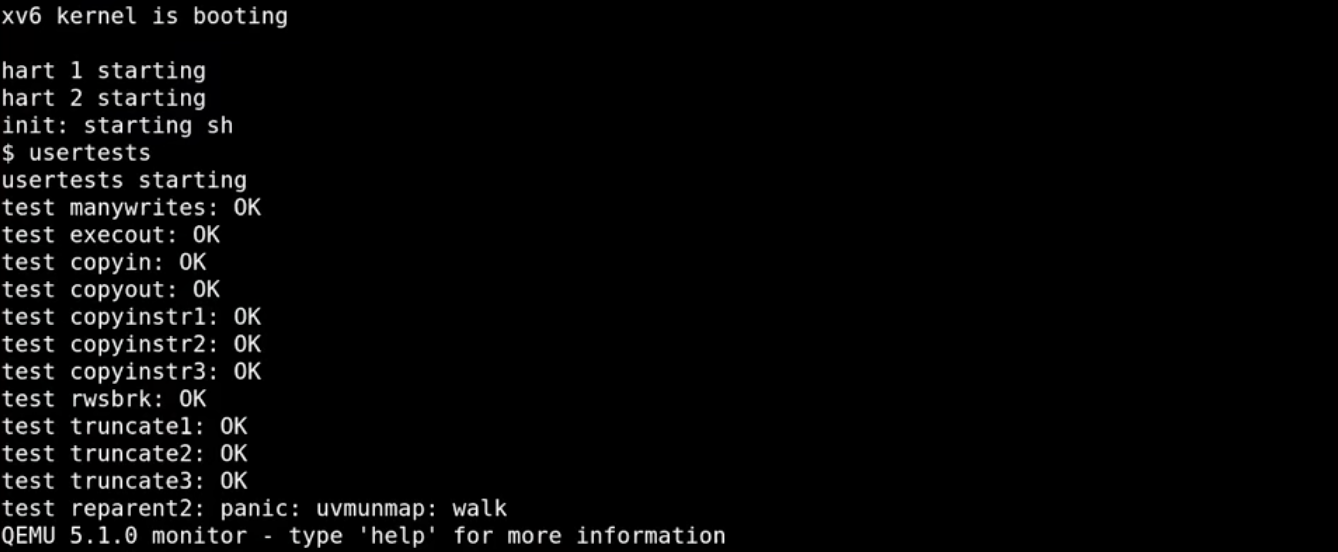 xv6 kernel is booting
hart 1 starting
hart 2 starting
init: starting sh
$ usertests
usertests starting
test manywrites: OK
test execout: OK
test copyin: OK
test copyout: OK
test copyinstr1: OK
test copyinstr2: OK
test copyinstr3: OK
test rwsbrk: OK
test truncate1: OK
test truncate2: OK
test truncate3: OK
test reparent2: panic: uvmunmap: walk
QEMU 5.1.0 monitor - type 'help' for more information